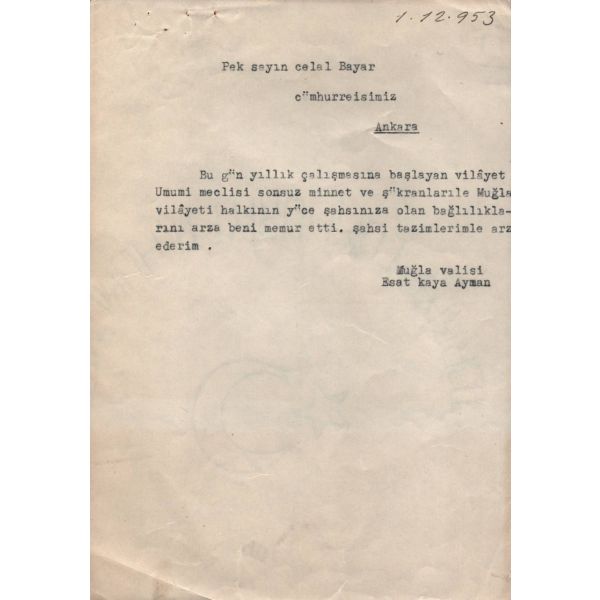 1.12.953
Pek sayın celal Bayar
c"mhurreisimiz
Ankara
Bu g"n yıllık çalışmasına başlayan vilâyet
Umumi meclisi sonsuz minnet ve ş"kranlarile Muğla
vilâyeti halkının y"ce şahsınıza olan bağlılıkla-
rını arza beni memur etti. şahsi tazimlerimle arz
ederim .
Muğla valisi
Esat kaya Ayman